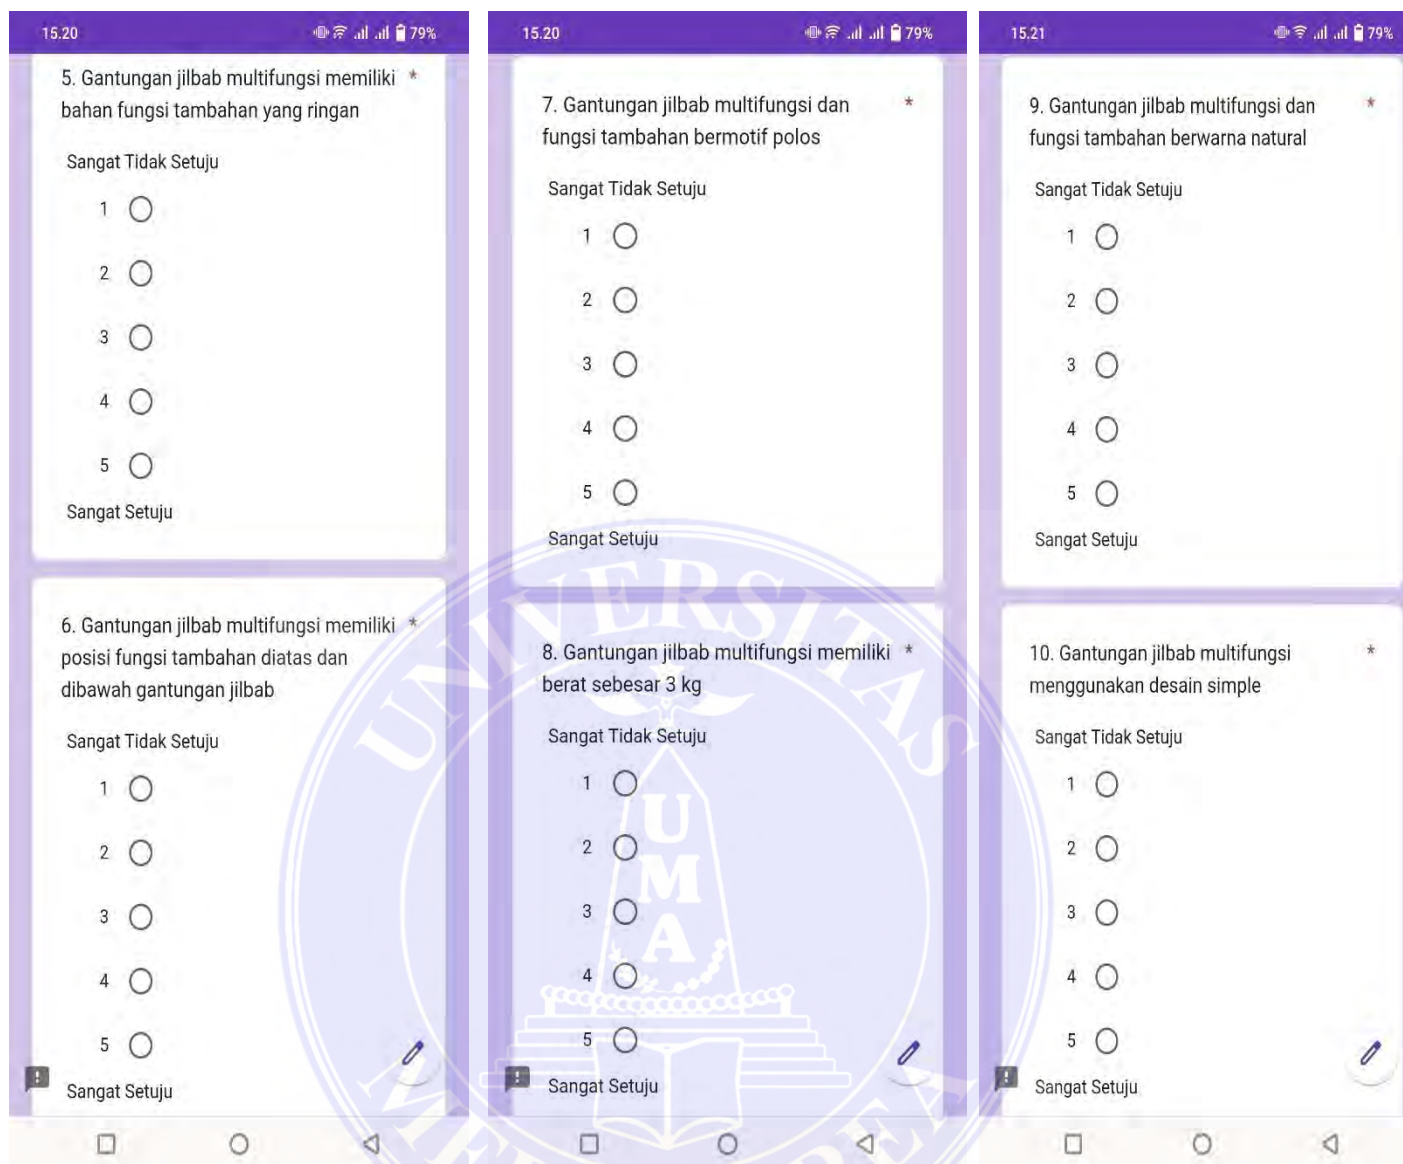 15.20
79%
5. Gantungan jilbab multifungsi memiliki *
bahan fungsi tambahan yang ringan
Sangat Tidak Setuju
1
2
3
4
5
Sangat Setuju
6. Gantungan jilbab multifungsi memiliki *
posisi fungsi tambahan diatas dan
dibawah gantungan jilbab
Sangat Tidak Setuju
1
2
3
4
5
Sangat Setuju
15.20
79%
7. Gantungan jilbab multifungsi dan *
fungsi tambahan bermotif polos
Sangat Tidak Setuju
1
2
3
4
5
Sangat Setuju
8. Gantungan jilbab multifungsi memiliki *
berat sebesar 3 kg
Sangat Tidak Setuju
1
2
3
4
5
Sangat Setuju
15.21
79%
9. Gantungan jilbab multifungsi dan *
fungsi tambahan berwarna natural
Sangat Tidak Setuju
1
2
3
4
5
Sangat Setuju
10. Gantungan jilbab multifungsi *
menggunakan desain simple
Sangat Tidak Setuju
1
2
3
4
5
Sangat Setuju
UNIVERSITAS
UMA